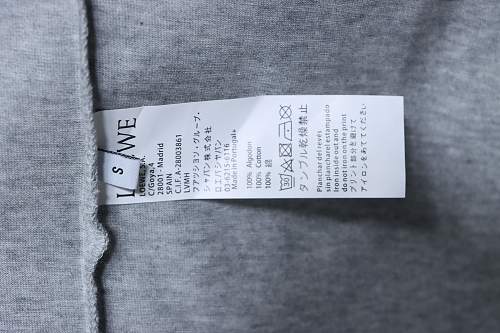 WE
S
LOEWE, S.A.
C/Goya, 4
28001 - Madrid
SPAIN
C.I.F. A-28003861
LVMH
ファッション・グループ・
ジャパン株式会社
ロエベ ジャパン
03-6215-6116
Made in Portugal
100% Algodon
100% Cotton
100% 綿
30
タンブル乾燥禁止
Planchar del revés
sin planchar el estampado
Iron inside out and
do not iron on the print
プリント部分を避けて
アイロンをあててください